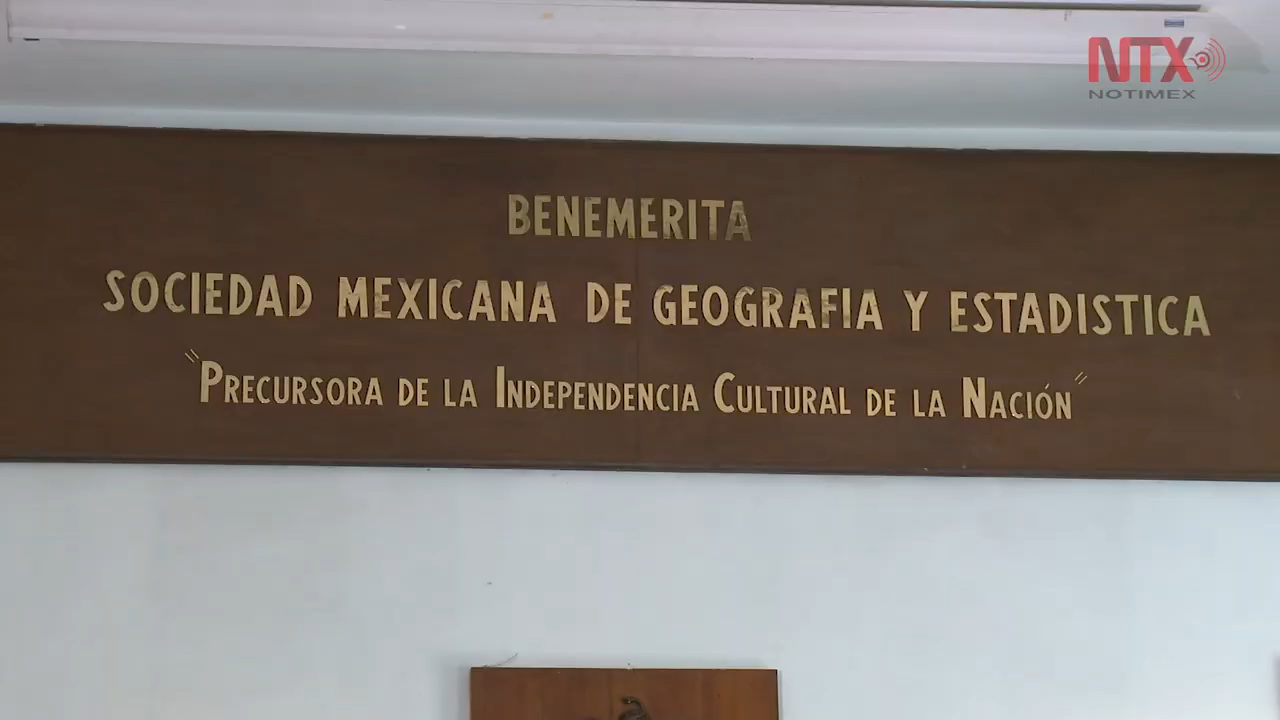 NTX
NOTIMEX
BENEMERITA
SOCIEDAD MEXICANA DE GEOGRAFIA Y ESTADISTICA
"PRECURSORA DE LA INDEPENDENCIA CULTURAL DE LA NACIÓN"